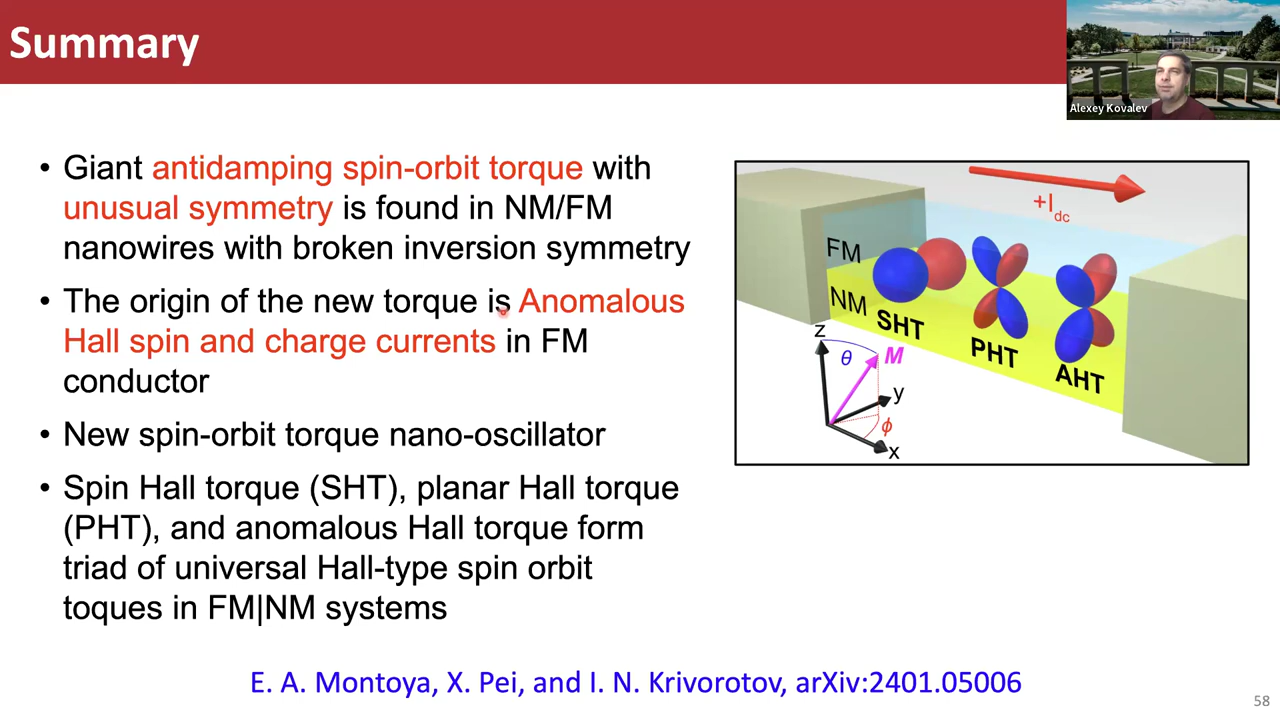 Summary
Alexey Kovalev
• Giant antidamping spin-orbit torque with
unusual symmetry is found in NM/FM
nanowires with broken inversion symmetry
• The origin of the new torque is Anomalous
Hall spin and charge currents in FM
conductor
• New spin-orbit torque nano-oscillator
• Spin Hall torque (SHT), planar Hall torque
(PHT), and anomalous Hall torque form
triad of universal Hall-type spin orbit
toques in FM|NM systems
+I dc
FM
NM
SHT
PHT
AHT
z
θ
M
y
ϕ
x
E. A. Montoya, X. Pei, and I. N. Krivorotov, arXiv:2401.05006
58